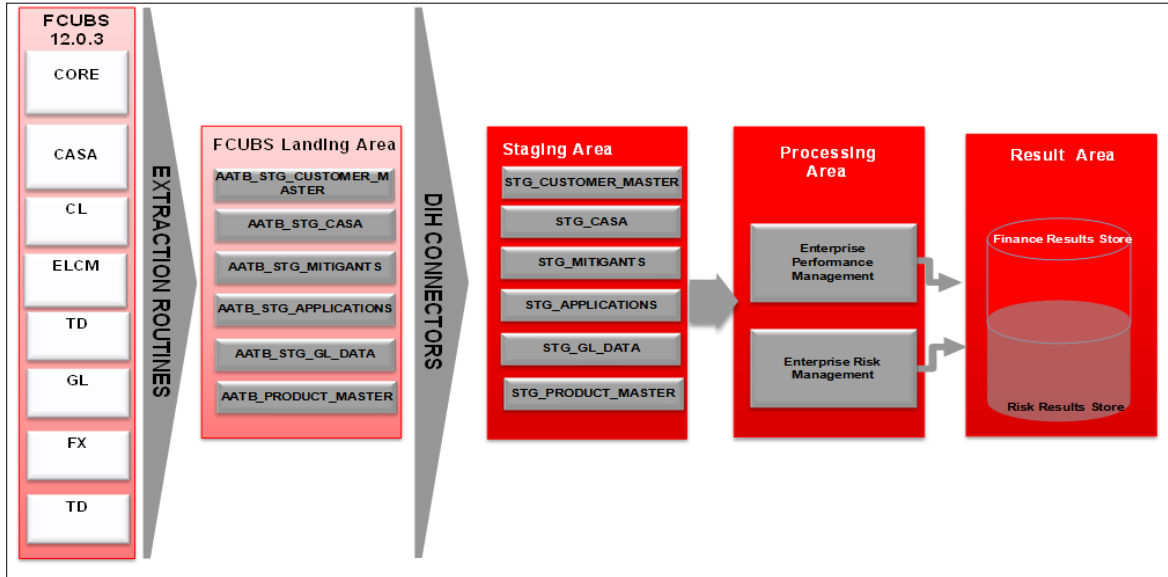 FCUBS
12.0.3
CORE
CASA
CL
ELCM
TD
GL
FX
TD
EXTRACTION ROUTINES
FCUBS Landing Area
AATB_STG_CUSTOMER_M
ASTER
AATB_STG_CASA
AATB_STG_MITIGANTS
AATB_STG_APPLICATIONS
AATB_STG_GL_DATA
AATB_PRODUCT_MASTER
DIH CONNECTORS
Staging Area
STG_CUSTOMER_MASTER
STG_CASA
STG_MITIGANTS
STG_APPLICATIONS
STG_GL_DATA
STG_PRODUCT_MASTER
Processing
Area
Enterprise
Performance
Management
Enterprise Risk
Management
Result Area
Finance Results Store
Risk Results Store